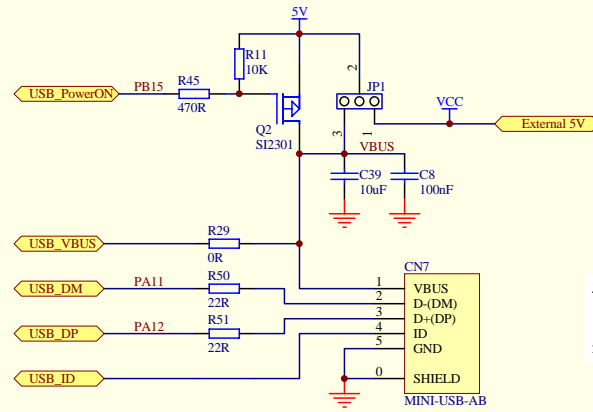 5V
R11
10K
2
JP1
R45
USB_PowerON
PB15
470R
VCC
External 5V
Q2
SI2301
3
1
VBUS
C39
10uF
C8
100nF
R29
USB_VBUS
0R
CN7
USB_DM
PA11
R50
22R
1
VBUS
2
D-(DM)
USB_DP
PA12
R51
22R
3
D+(DP)
4
ID
5
GND
USB_ID
0
SHIELD
MINI-USB-AB